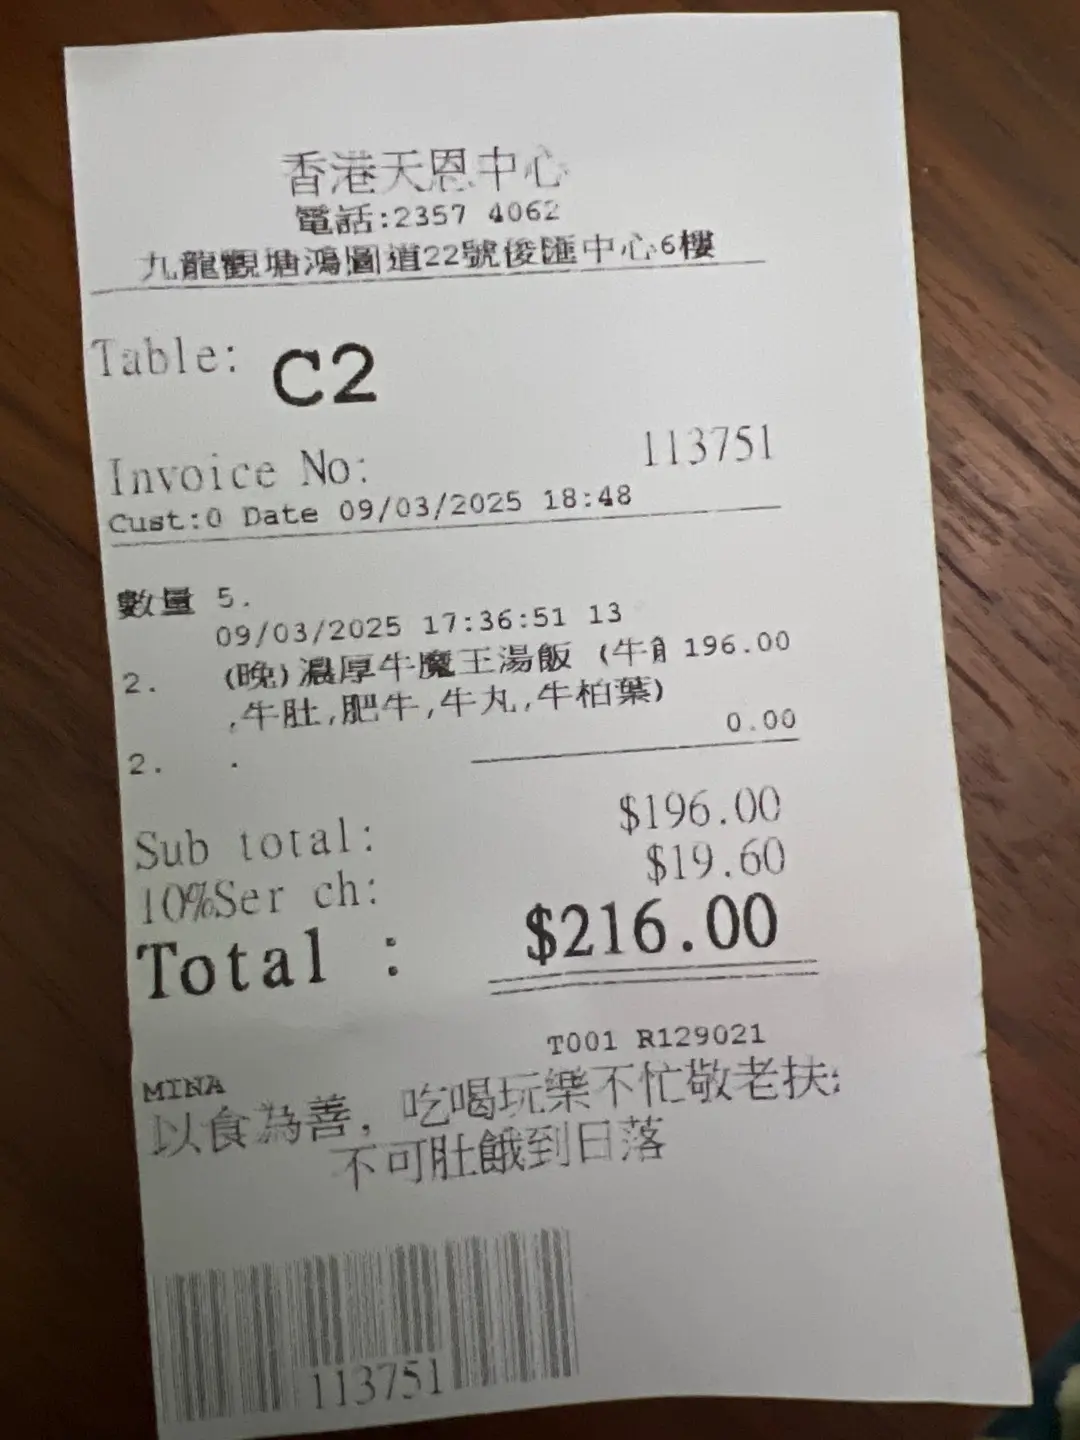 香港天恩中心
電話:2357 4062
九龍觀塘鴻圖道22號俊匯中心6樓
Table: C2
Invoice No: 113751
Cust:0 Date 09/03/2025 18:48
數量 5.
09/03/2025 17:36:51 13
2. (晚)濃厚牛魔王湯飯 (牛 196.00
,牛肚,肥牛,牛丸,牛柏葉)
0.00
2. .
Sub total: $196.00
10%Ser ch: $19.60
Total : $216.00
T001 R129021
MINA
以食為善, 吃喝玩樂不忙敬老扶
不可肚餓到日落
113751